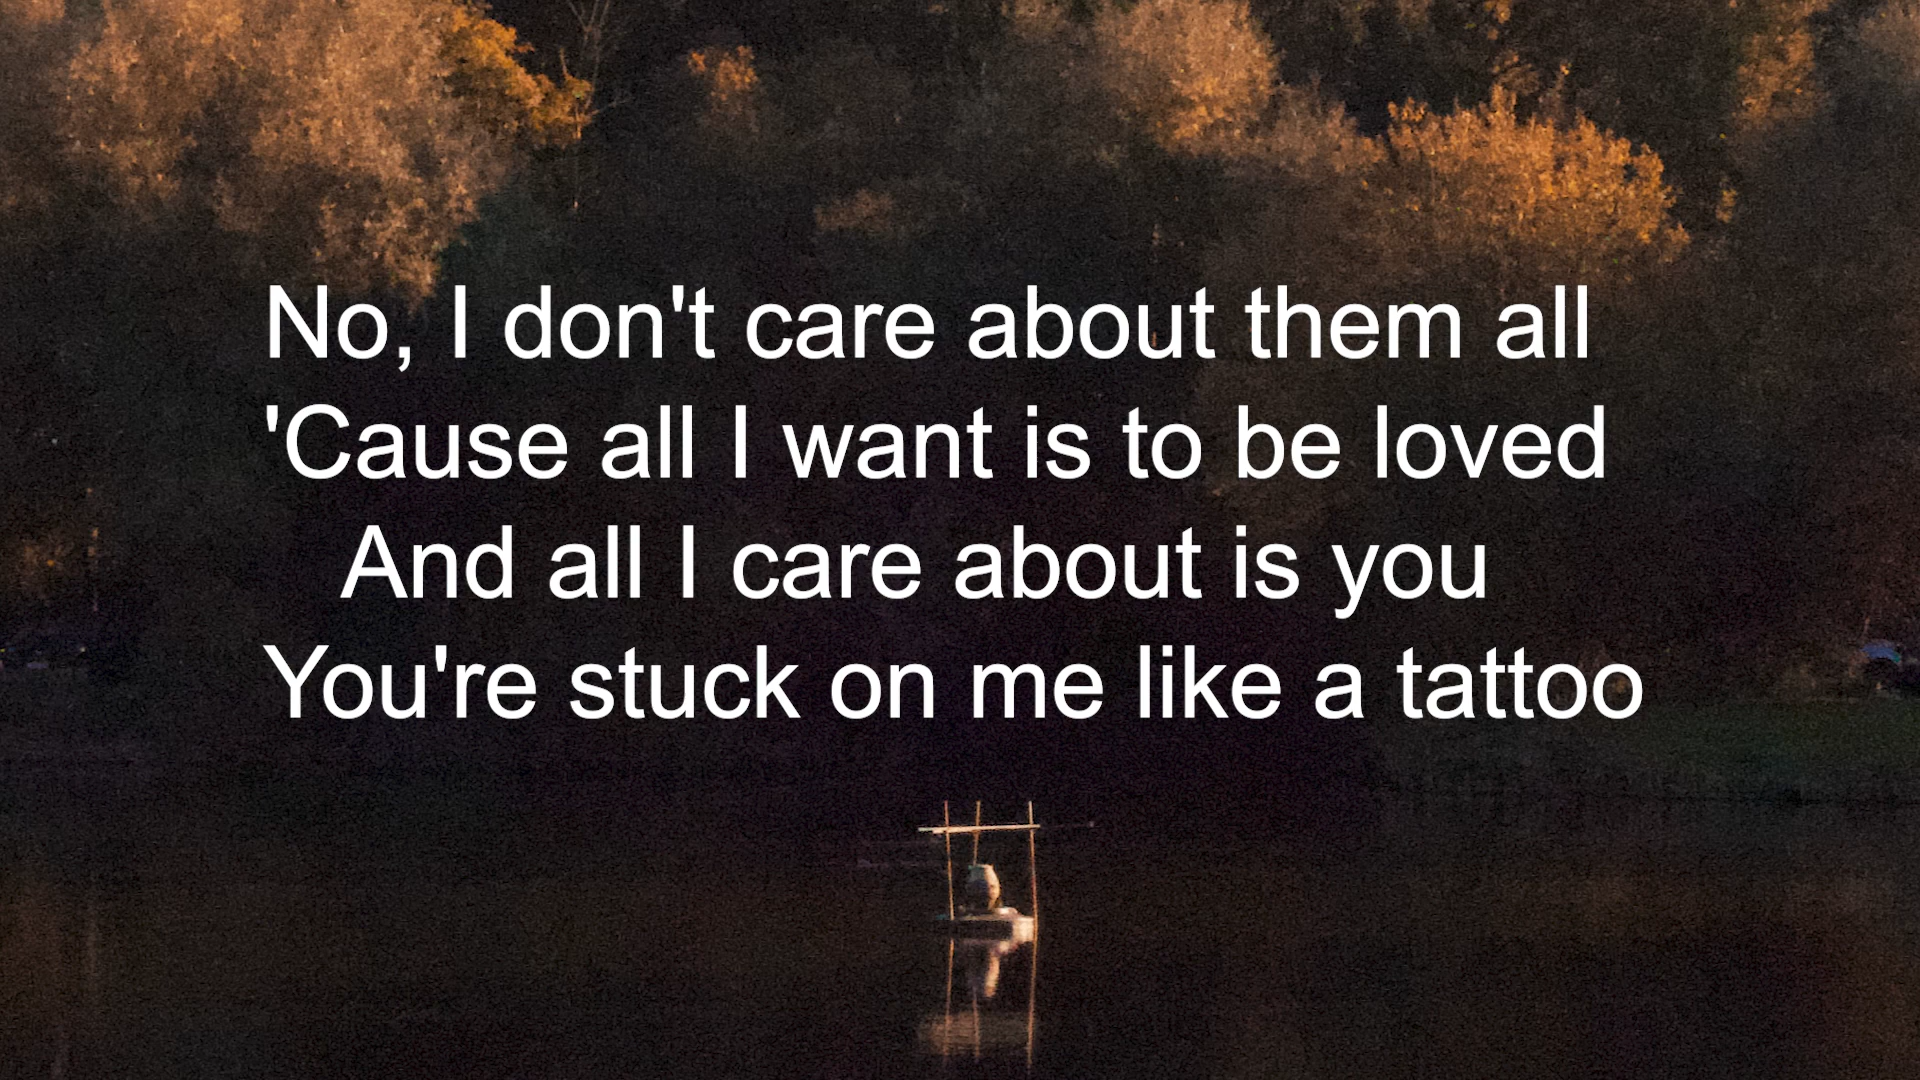 No, I don't care about them all
'Cause all I want is to be loved
And all I care about is you
You're stuck on me like a tattoo